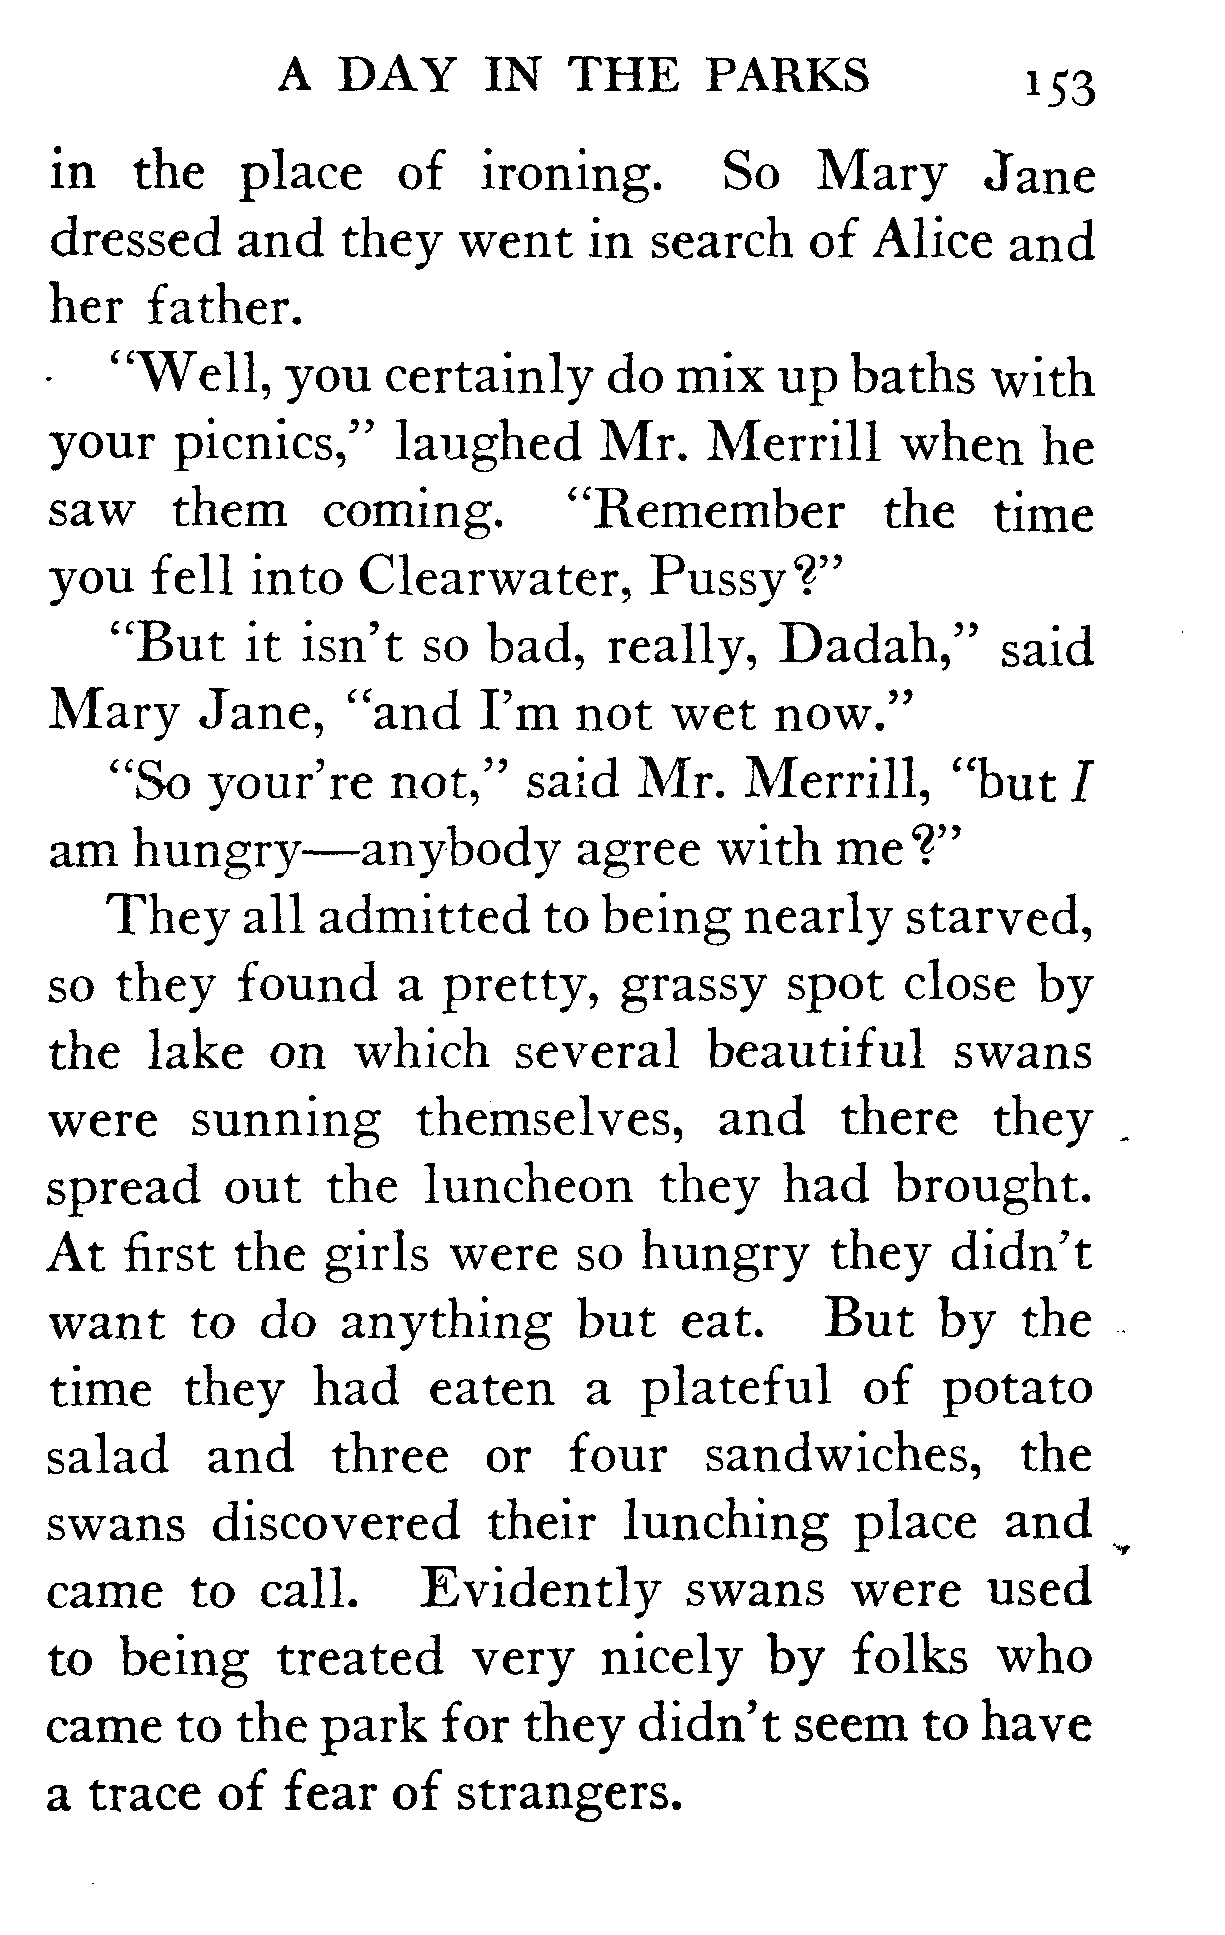 A DAY IN THE PARKS 153
in the place of ironing. So Mary Jane
dressed and they went in search of Alice and
her father.
“Well, you certainly do mix up baths with
your picnics,” laughed Mr. Merrill when he
saw them coming. “Remember the time
you fell into Clearwater, Pussy?”
“But it isn’t so bad, really, Dadah,” said
Mary Jane, “and I’m not wet now.”
“So your’re not,” said Mr. Merrill, “but I
am hungry—anybody agree with me?”
They all admitted to being nearly starved,
so they found a pretty, grassy spot close by
the lake on which several beautiful swans
were sunning themselves, and there they
spread out the luncheon they had brought.
At first the girls were so hungry they didn’t
want to do anything but eat. But by the
time they had eaten a plateful of potato
salad and three or four sandwiches, the
swans discovered their lunching place and
came to call. Evidently swans were used
to being treated very nicely by folks who
came to the park for they didn’t seem to have
a trace of fear of strangers.